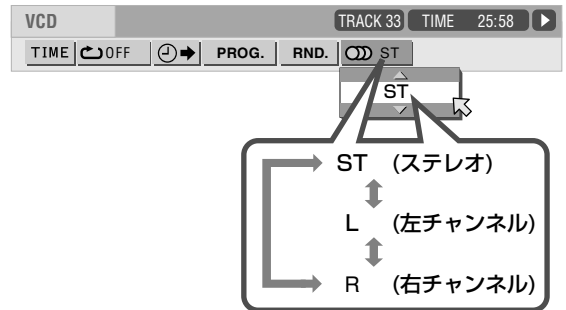 VCD TRACK 33 TIME 25:58
TIME OFF PROG. RND. ST
ST
ST (ステレオ)
L (左チャンネル)
R (右チャンネル)